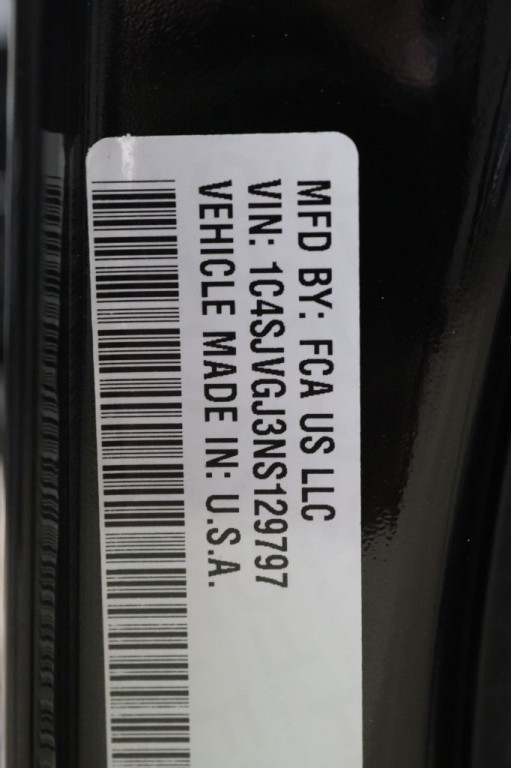 MFD BY: FCA US LLC
VIN: 1C4SJVGJ3NS129797
VEHICLE MADE IN: U.S.A.